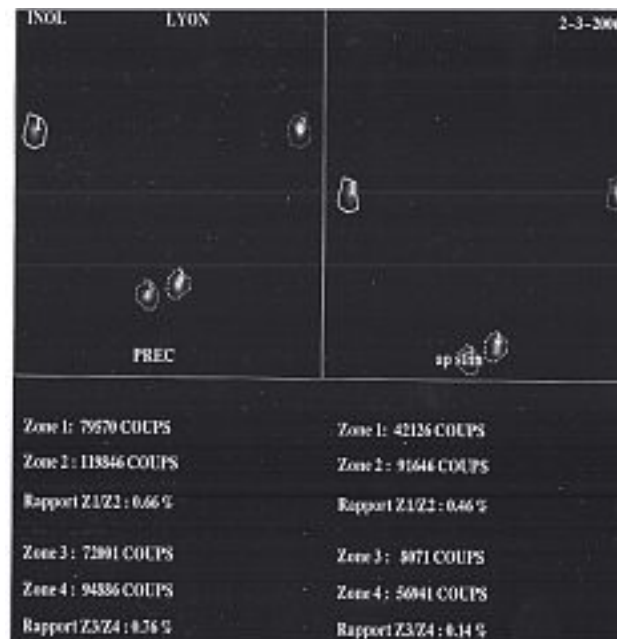 INOL LYON 2-3-200
PREC
ap stim
Zone 1: 79570 COUPS
Zone 2 : 119846 COUPS
Rapport Z1/Z2 : 0.66 %
Zone 3 : 72001 COUPS
Zone 4 : 94886 COUPS
Rapport Z3/Z4 : 0.76 %
Zone 1: 42126 COUPS
Zone 2 : 91646 COUPS
Rapport Z1/Z2 : 0.46 %
Zone 3 : 8071 COUPS
Zone 4 : 56941 COUPS
Rapport Z3/Z4 : 0.14 %